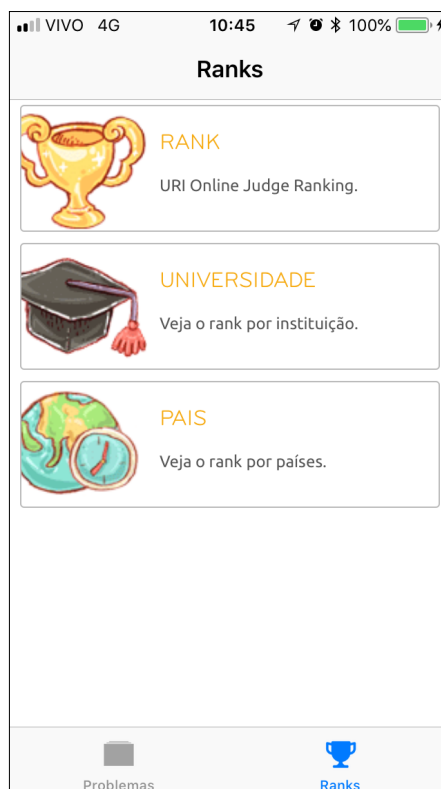 VIVO 4G 10:45 100%
Ranks
RANK
URI Online Judge Ranking.
UNIVERSIDADE
Veja o rank por instituição.
PAIS
Veja o rank por países.
Problemas Ranks